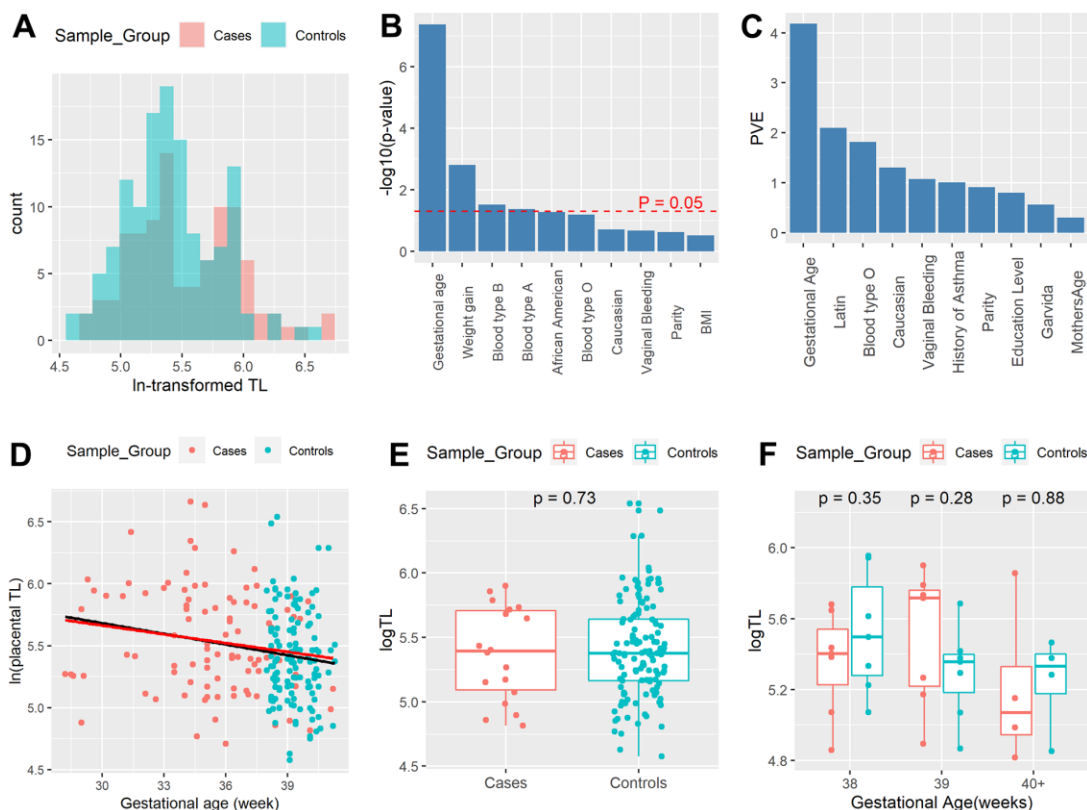 A
Sample_Group Cases Controls
count
15
10
5
0
4.5 5.0 5.5 6.0 6.5
ln-transformed TL
B
-log10(p-value)
6
4
2
0
P = 0.05
Gestational age
Weight gain
Blood type B
Blood type A
African American
Blood type O
Caucasian
Vaginal Bleeding
Parity
BMI
C
PVE
4
3
2
1
0
Gestational Age
Latin
Blood type O
Caucasian
Vaginal Bleeding
History of Asthma
Parity
Education Level
Garvida
MothersAge
D
Sample_Group Cases Controls
ln(placental TL)
6.5
6.0
5.5
5.0
4.5
30 33 36 39
Gestational age (week)
E
Sample_Group Cases Controls
p = 0.73
logTL
6.5
6.0
5.5
5.0
4.5
Cases Controls
F
Sample_Group Cases Controls
p = 0.35 p = 0.28 p = 0.88
logTL
6.0
5.6
5.2
4.8
38 39 40+
Gestational Age(weeks)